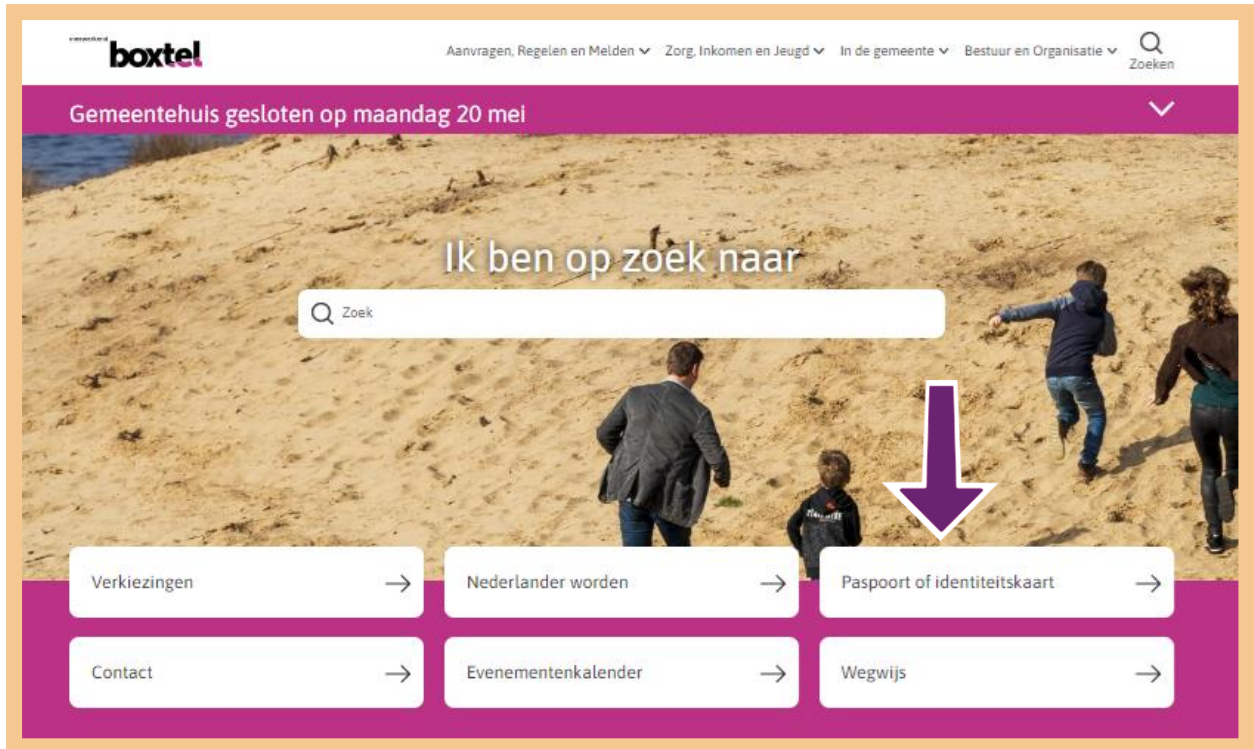 boxtel
Aanvragen, Regelen en Melden
Zorg, Inkomen en Jeugd
In de gemeente
Bestuur en Organisatie
Zoeken
Gemeentehuis gesloten op maandag 20 mei
Ik ben op zoek naar
Zoek
Verkiezingen
Nederlander worden
Paspoort of identiteitskaart
Contact
Evenementenkalender
Wegwijs